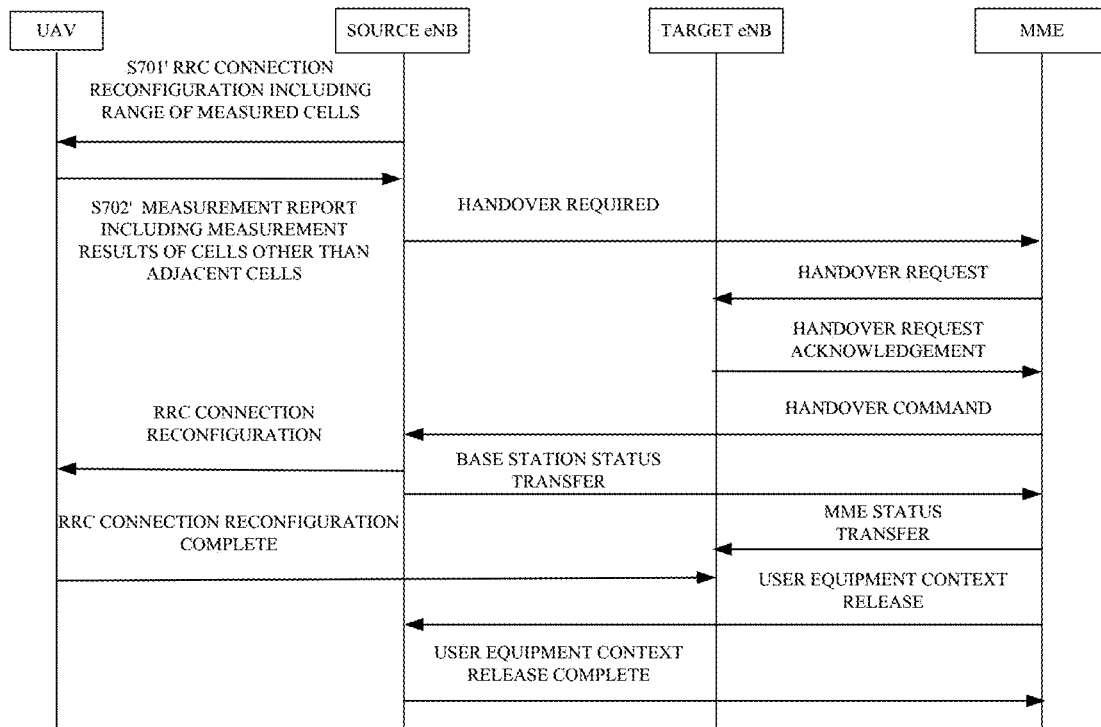 UAV
SOURCE eNB
TARGET eNB
MME
S701' RRC CONNECTION
RECONFIGURATION INCLUDING
RANGE OF MEASURED CELLS
S702' MEASUREMENT REPORT
INCLUDING MEASUREMENT
RESULTS OF CELLS OTHER THAN
ADJACENT CELLS
HANDOVER REQUIRED
HANDOVER REQUEST
HANDOVER REQUEST
ACKNOWLEDGEMENT
HANDOVER COMMAND
RRC CONNECTION
RECONFIGURATION
BASE STATION STATUS
TRANSFER
MME STATUS
TRANSFER
RRC CONNECTION RECONFIGURATION
COMPLETE
USER EQUIPMENT CONTEXT
RELEASE
USER EQUIPMENT CONTEXT
RELEASE COMPLETE